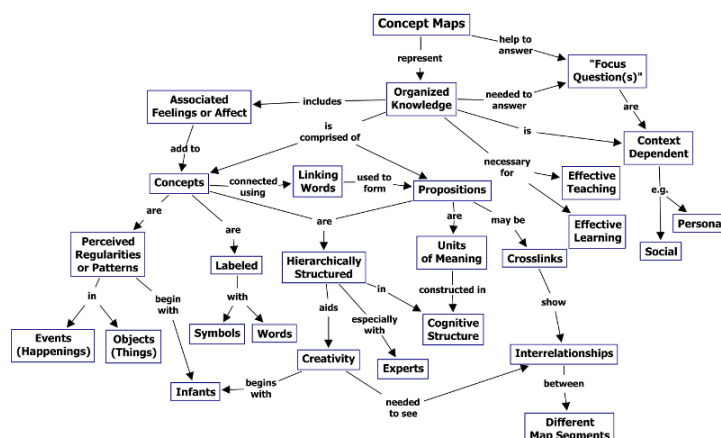 Concept Maps
help to
answer
represent
"Focus
Question(s)"
Organized
Knowledge
Associated
Feelings or Affect
includes
needed to
answer
are
is
comprised of
is
Context
Dependent
add to
necessary
for
Concepts
connected
using
Linking
Words
used to
form
Propositions
Effective
Teaching
e.g.
Persona
Effective
Learning
Social
are
are
are
are
may be
Perceived
Regularities
or Patterns
Labeled
Hierarchically
Structured
Units
of Meaning
Crosslinks
in
begin
with
with
aids
in
constructed in
show
especially
with
Events
(Happenings)
Objects
(Things)
Symbols
Words
Cognitive
Structure
Creativity
Experts
Interrelationships
Infants
begins
with
needed
to see
between
Different
Map Segments